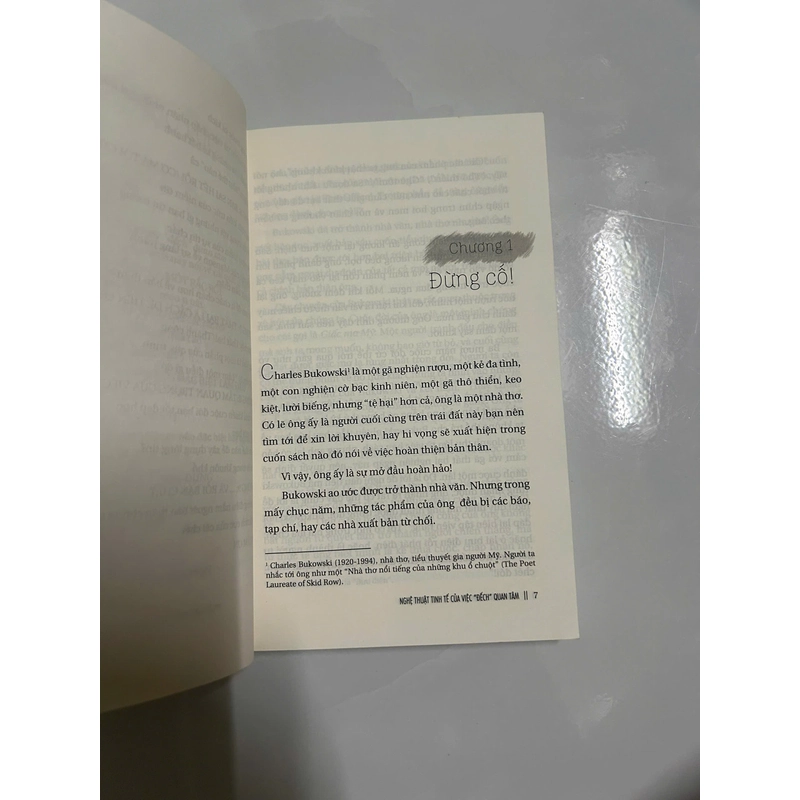 Chương 1
Đừng cố!
Charles Bukowski¹ là một gã nghiện rượu, một kẻ đa tình,
một con nghiện cờ bạc kinh niên, một gã thô thiển, keo
kiệt, lười biếng, nhưng “tệ hại” hơn cả, ông là một nhà thơ.
Có lẽ ông ấy là người cuối cùng trên trái đất này bạn nên
tìm tới để xin lời khuyên, hay hi vọng sẽ xuất hiện trong
cuốn sách nào đó nói về việc hoàn thiện bản thân.
Vì vậy, ông ấy là sự mở đầu hoàn hảo!
Bukowski ao ước được trở thành nhà văn. Nhưng trong
mấy chục năm, những tác phẩm của ông đều bị các báo,
tạp chí, hay các nhà xuất bản từ chối.
¹ Charles Bukowski (1920-1994), nhà thơ, tiểu thuyết gia người Mỹ. Người ta
nhắc tới ông như một “Nhà thơ nổi tiếng của những khu ổ chuột” (The Poet
Laureate of Skid Row).
NGHỆ THUẬT TINH TẾ CỦA VIỆC “ĐẾCH” QUAN TÂM || 7